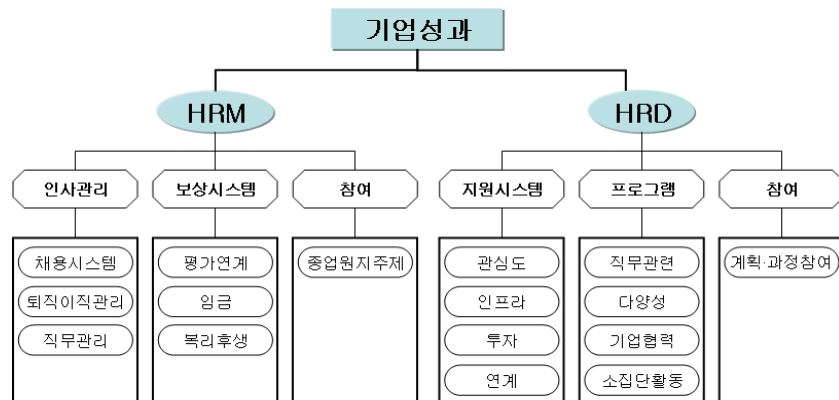 기업성과
HRM
HRD
인사관리
보상시스템
참여
지원시스템
프로그램
참여
채용시스템
퇴직이직관리
직무관리
평가연계
임금
복리후생
종업원지주제
관심도
인프라
투자
연계
직무관련
다양성
기업협력
소집단활동
계획·과정참여